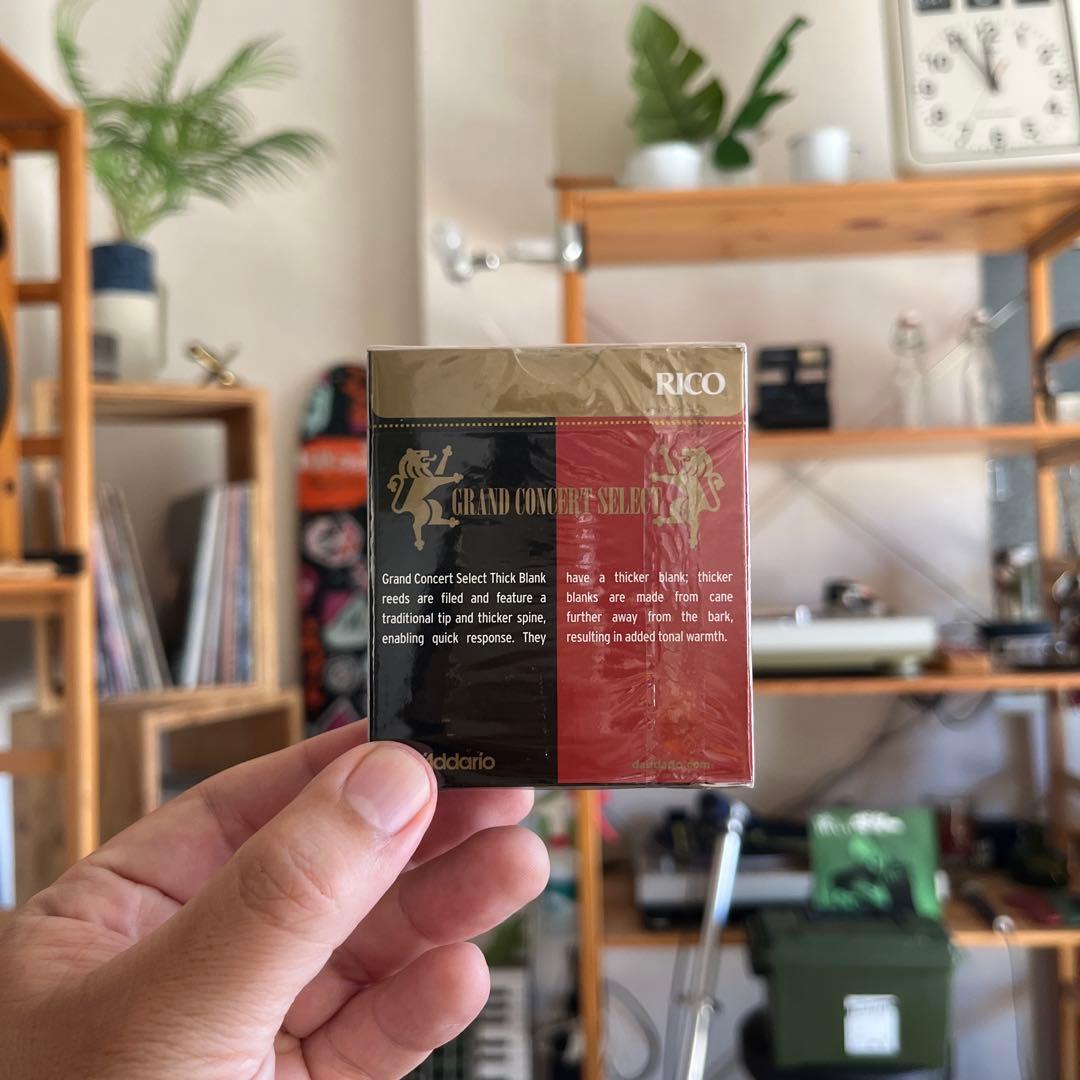 RICO
GRAND CONCERT SELECT
Grand Concert Select Thick Blank
reeds are filed and feature a
traditional tip and thicker spine,
enabling quick response. They
have a thicker blank; thicker
blanks are made from cane
further away from the bark,
resulting in added tonal warmth.
'Addario
daddario.com